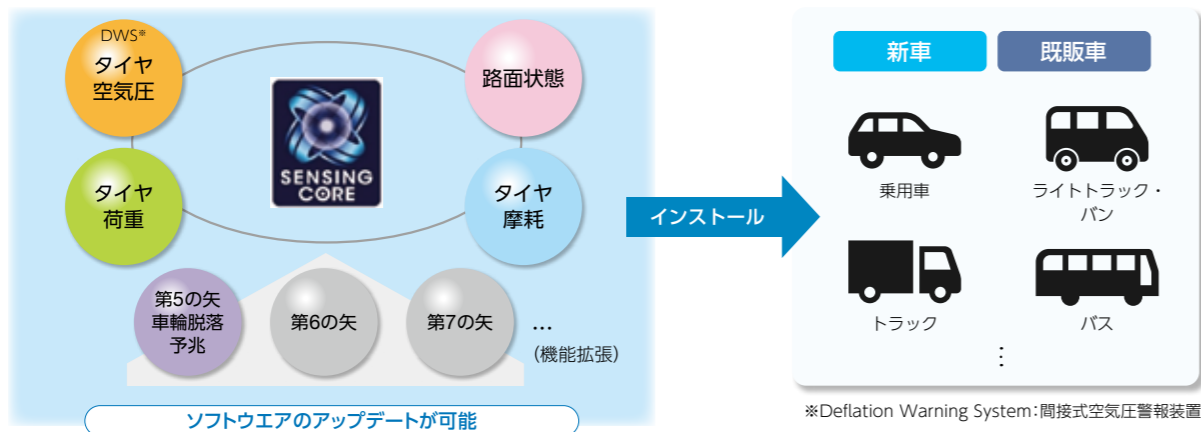 DWS※
タイヤ
空気圧
路面状態
SENSING
CORE
タイヤ
荷重
タイヤ
摩耗
第5の矢
車輪脱落
予兆
第6の矢
第7の矢
…
（機能拡張）
ソフトウエアのアップデートが可能
インストール
新車
既販車
乗用車
ライトトラック・
バン
トラック
バス
⋮
※Deflation Warning System：間接式空気圧警報装置